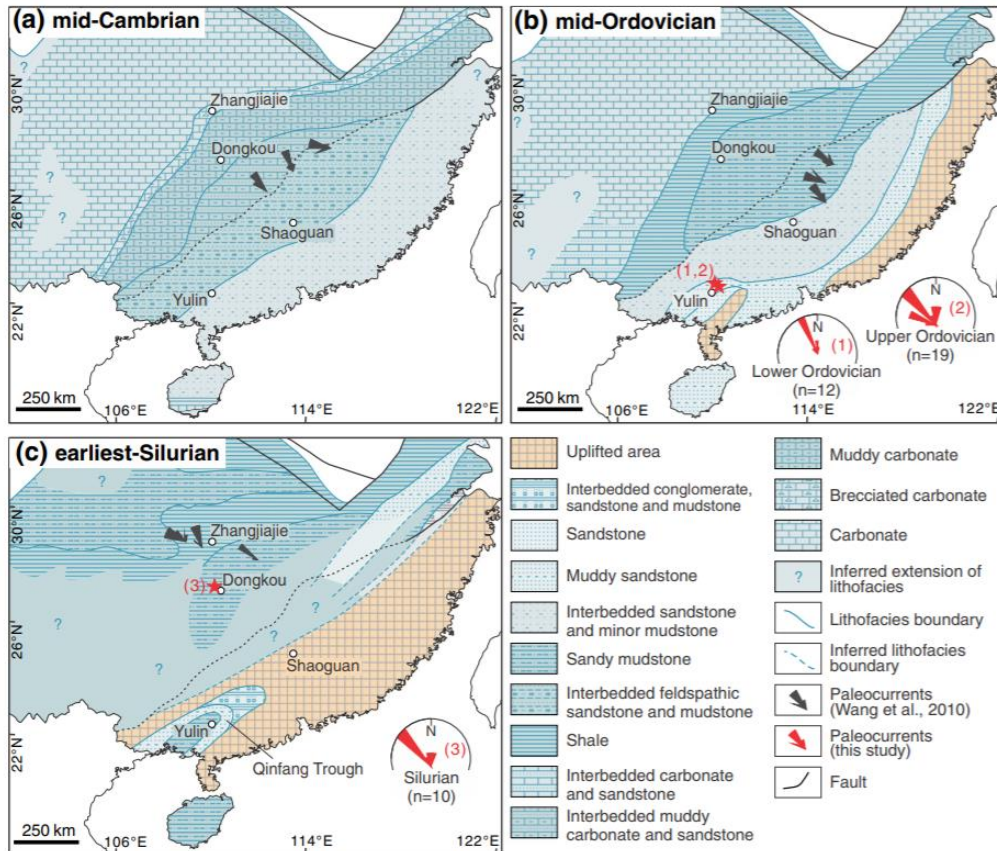 (a) mid-Cambrian
?
30°N
Zhangjiajie
Dongkou
?
26°N
?
Shaoguan
Yulin
22°N
250 km
106°E
114°E
122°E
(b) mid-Ordovician
?
30°N
Zhangjiajie
Dongkou
?
26°N
?
Shaoguan
(1,2)
Yulin
22°N
N
(1)
Lower Ordovician
(n=12)
N
(2)
Upper Ordovician
(n=19)
250 km
106°E
114°E
122°E
(c) earliest-Silurian
?
30°N
Zhangjiajie
(3)
Dongkou
?
?
26°N
?
Shaoguan
?
Yulin
22°N
Qinfang Trough
N
(3)
Silurian
(n=10)
250 km
106°E
114°E
122°E
Uplifted area
Interbedded conglomerate,
sandstone and mudstone
Sandstone
Muddy sandstone
Interbedded sandstone
and minor mudstone
Sandy mudstone
Interbedded feldspathic
sandstone and mudstone
Shale
Interbedded carbonate
and sandstone
Interbedded muddy
carbonate and sandstone
Muddy carbonate
Brecciated carbonate
Carbonate
?
Inferred extension of
lithofacies
Lithofacies boundary
Inferred lithofacies
boundary
Paleocurrents
(Wang et al., 2010)
Paleocurrents
(this study)
Fault